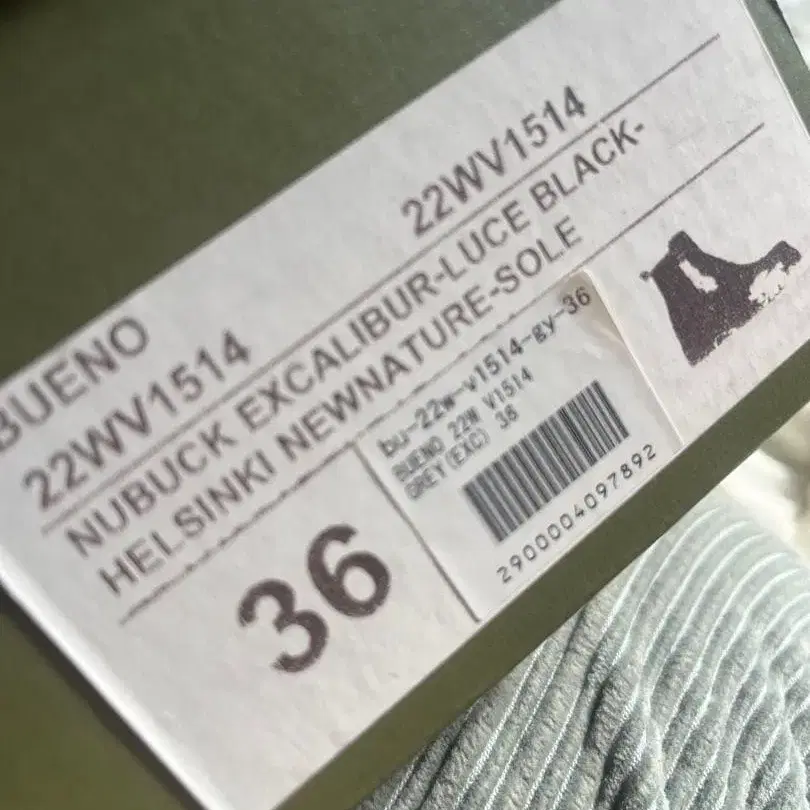 BUENO
22WV1514 22WV1514
NUBUCK EXCALIBUR-LUCE BLACK-
HELSINKI NEWNATURE-SOLE
36
bu-22w-v1514-gy-36
BUENO 22W V1514
GREY(EXC) 36
2900004097892